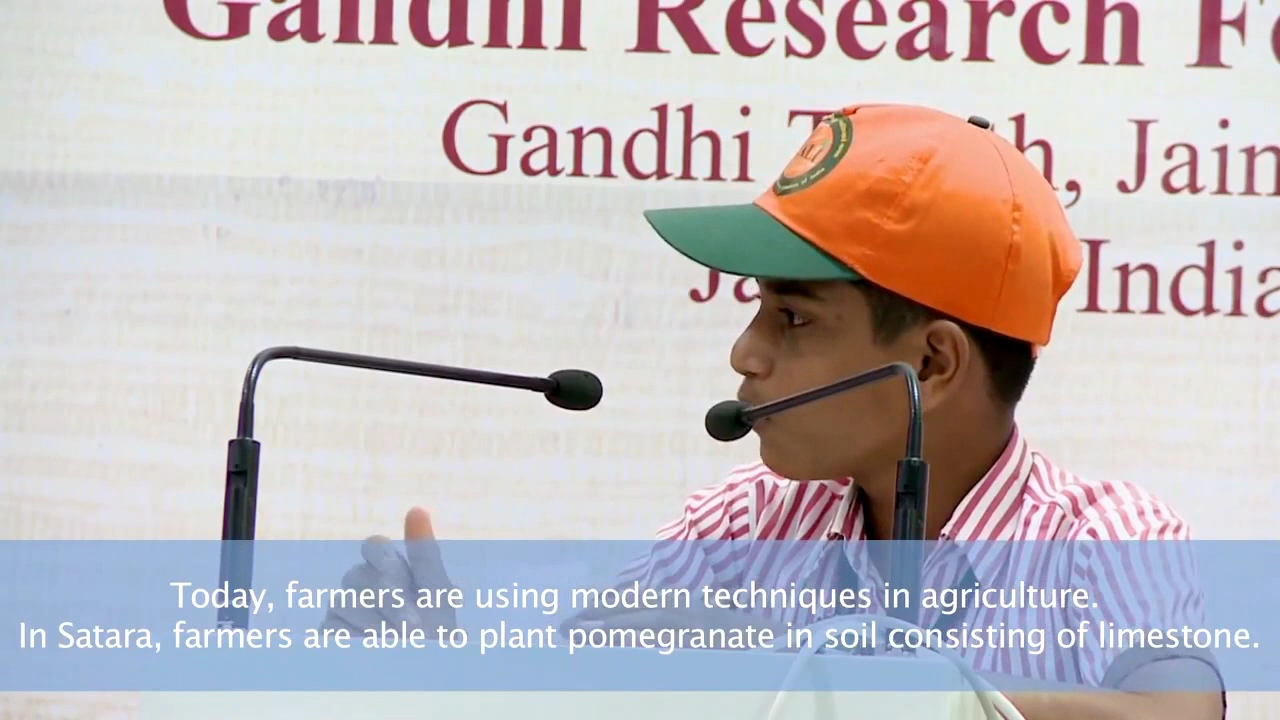 Gandhi Research
Gandhi
, Jain
India
Today, farmers are using modern techniques in agriculture.
In Satara, farmers are able to plant pomegranate in soil consisting of limestone.